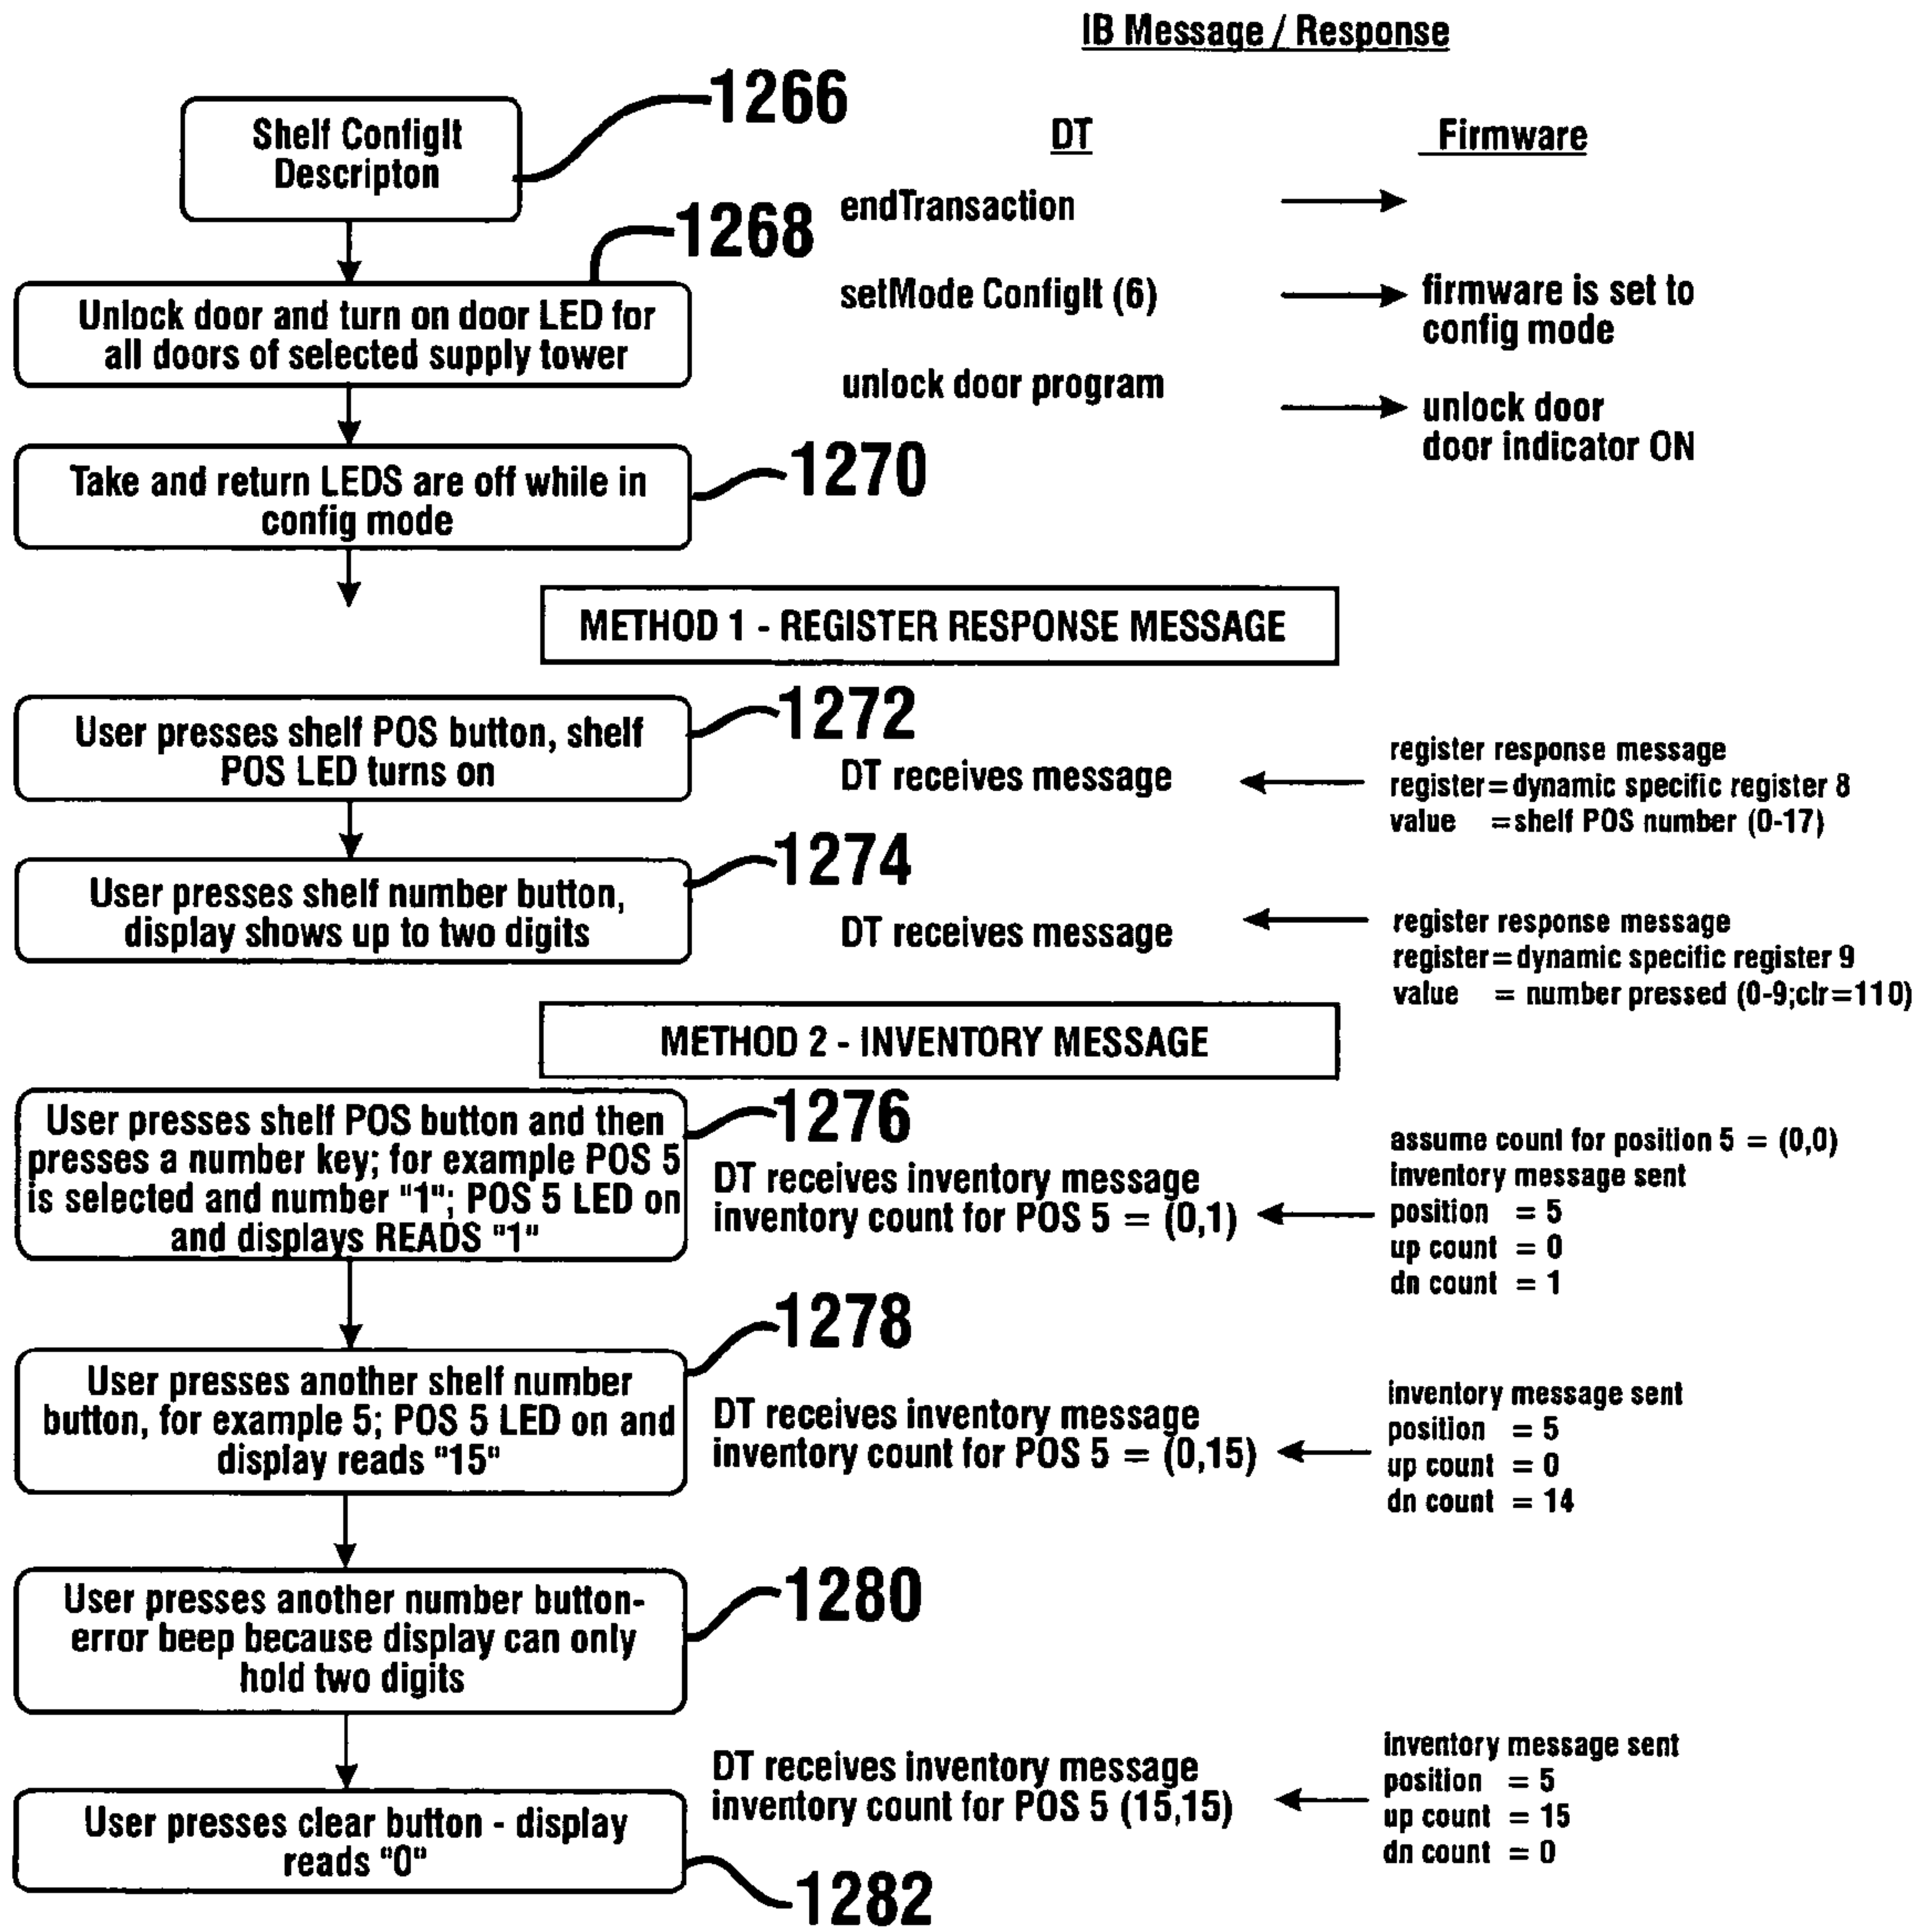 IB Message / Response
1266
Shelf ConfigIt
Descripton
DT
Firmware
endTransaction
1268
setMode ConfigIt (6)
firmware is set to
config mode
Unlock door and turn on door LED for
all doors of selected supply tower
unlock door program
unlock door
door indicator ON
1270
Take and return LEDS are off while in
config mode
METHOD 1 - REGISTER RESPONSE MESSAGE
1272
User presses shelf POS button, shelf
POS LED turns on
DT receives message
register response message
register=dynamic specific register 8
value =shelf POS number (0-17)
1274
User presses shelf number button,
display shows up to two digits
DT receives message
register response message
register=dynamic specific register 9
value = number pressed (0-9;clr=110)
METHOD 2 - INVENTORY MESSAGE
1276
User presses shelf POS button and then
presses a number key; for example POS 5
is selected and number "1"; POS 5 LED on
and displays READS "1"
DT receives inventory message
inventory count for POS 5 = (0,1)
assume count for position 5 = (0,0)
inventory message sent
position = 5
up count = 0
dn count = 1
1278
User presses another shelf number
button, for example 5; POS 5 LED on and
display reads "15"
DT receives inventory message
inventory count for POS 5 = (0,15)
inventory message sent
position = 5
up count = 0
dn count = 14
1280
User presses another number button-
error beep because display can only
hold two digits
DT receives inventory message
inventory count for POS 5 (15,15)
inventory message sent
position = 5
up count = 15
dn count = 0
User presses clear button - display
reads "0"
1282